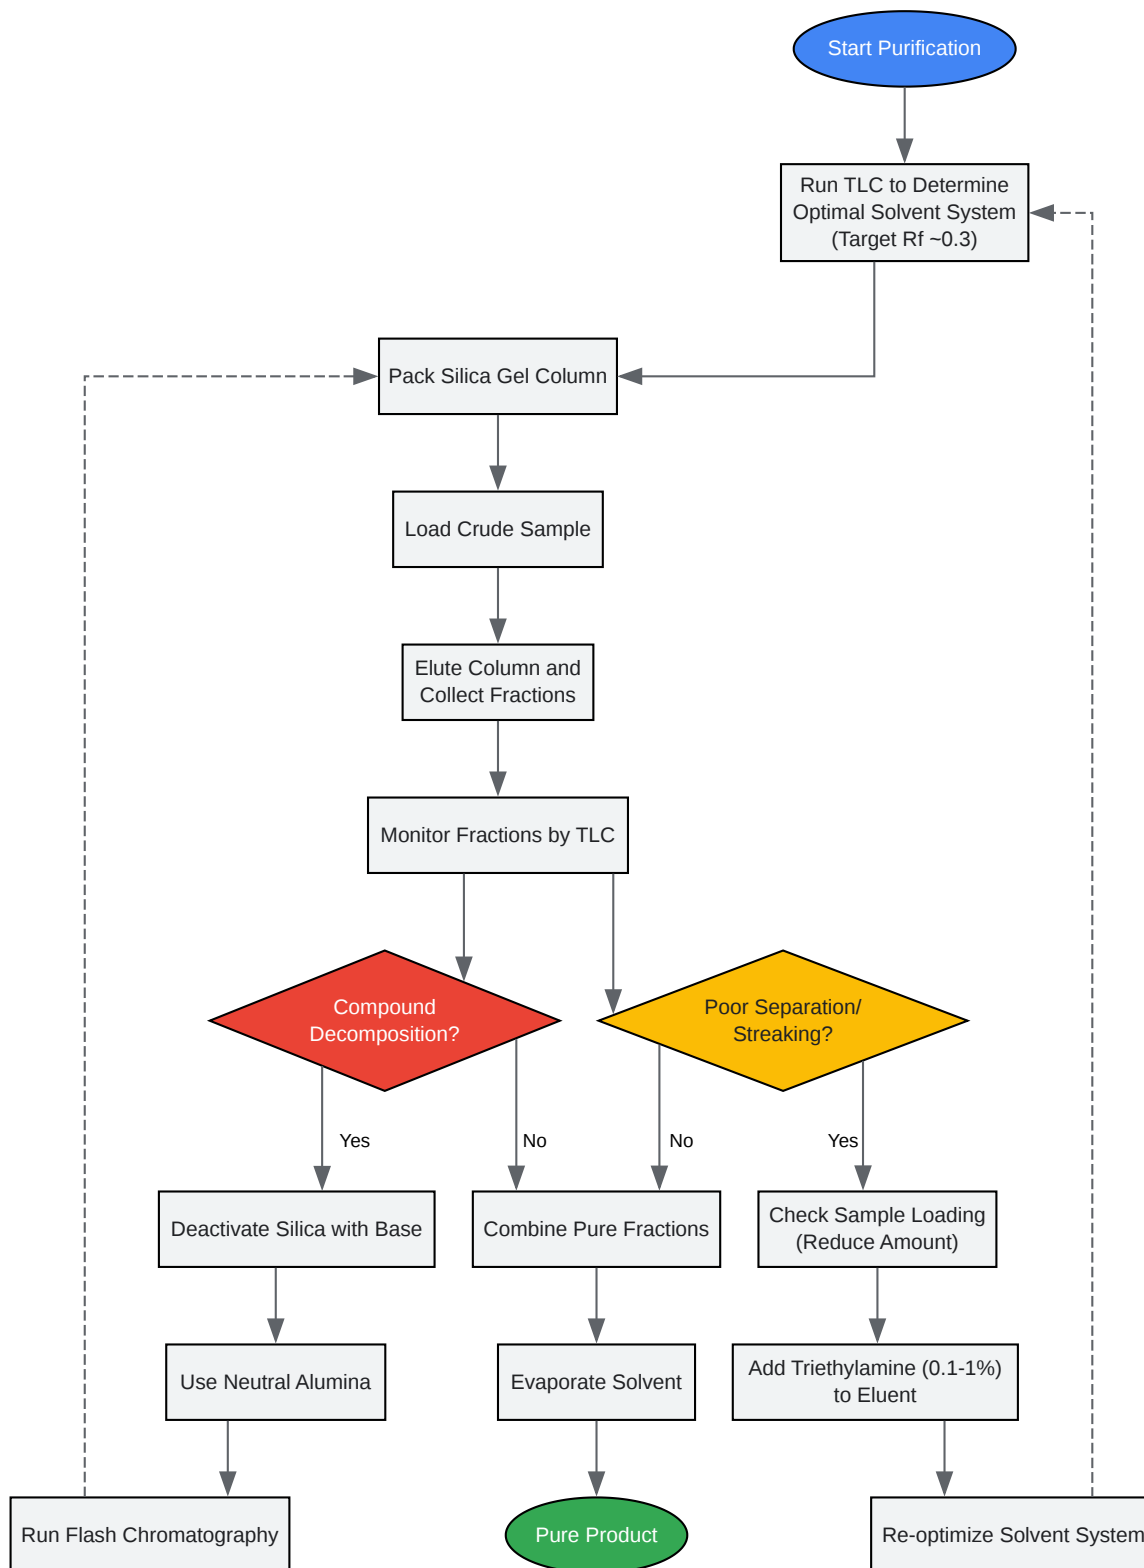 Start Purification
Run TLC to Determine
Optimal Solvent System
(Target Rf ~0.3)
Pack Silica Gel Column
Load Crude Sample
Elute Column and
Collect Fractions
Monitor Fractions by TLC
Compound
Decomposition?
Poor Separation/
Streaking?
Yes
No
No
Yes
Deactivate Silica with Base
Combine Pure Fractions
Check Sample Loading
(Reduce Amount)
Use Neutral Alumina
Evaporate Solvent
Add Triethylamine (0.1-1%)
to Eluent
Run Flash Chromatography
Pure Product
Re-optimize Solvent System